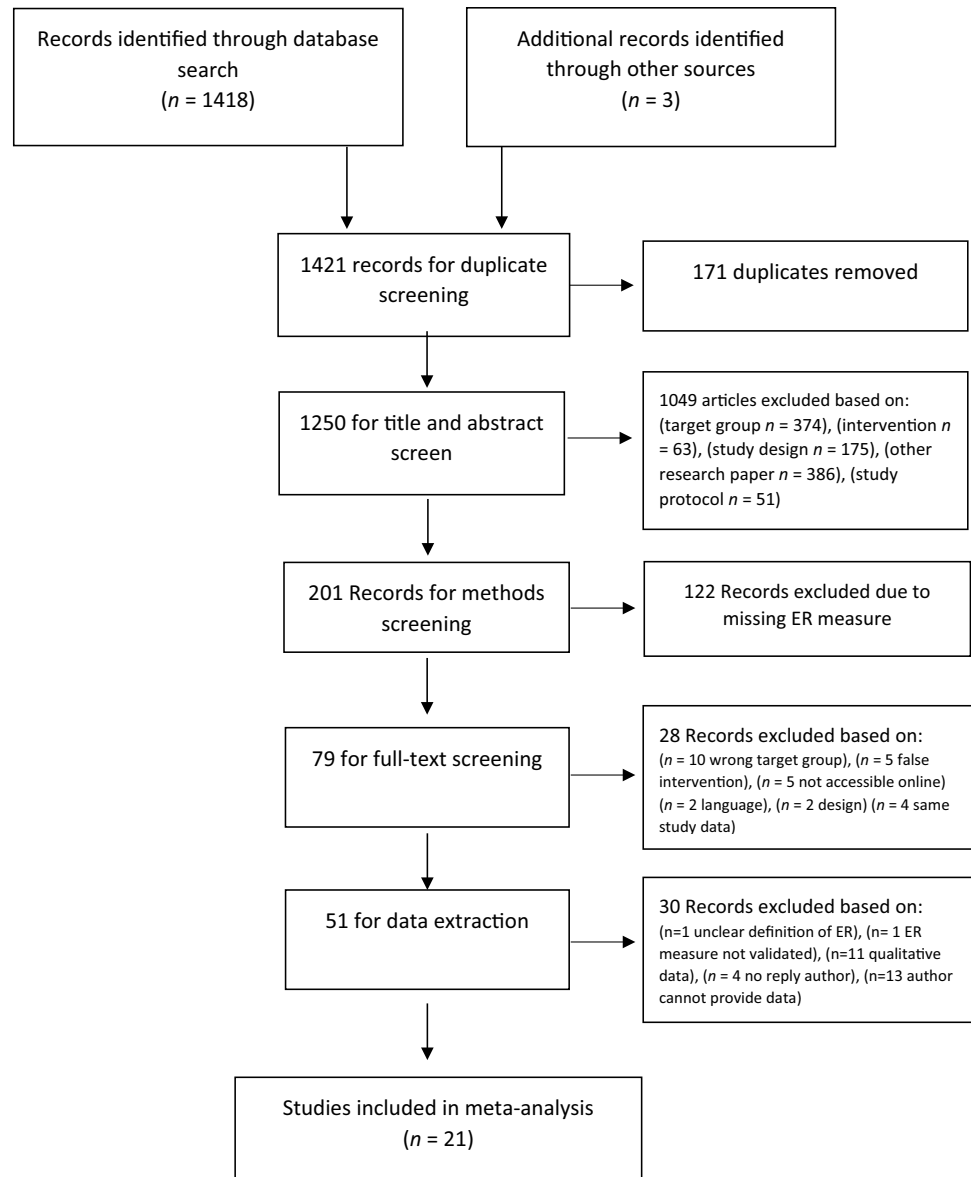 Records identified through database
search
(n = 1418)
Additional records identified
through other sources
(n = 3)
1421 records for duplicate
screening
171 duplicates removed
1250 for title and abstract
screen
1049 articles excluded based on:
(target group n = 374), (intervention n
= 63), (study design n = 175), (other
research paper n = 386), (study
protocol n = 51)
201 Records for methods
screening
122 Records excluded due to
missing ER measure
79 for full-text screening
28 Records excluded based on:
(n = 10 wrong target group), (n = 5 false
intervention), (n = 5 not accessible online)
(n = 2 language), (n = 2 design) (n = 4 same
study data)
51 for data extraction
30 Records excluded based on:
(n=1 unclear definition of ER), (n= 1 ER
measure not validated), (n=11 qualitative
data), (n = 4 no reply author), (n=13 author
cannot provide data)
Studies included in meta-analysis
(n = 21)